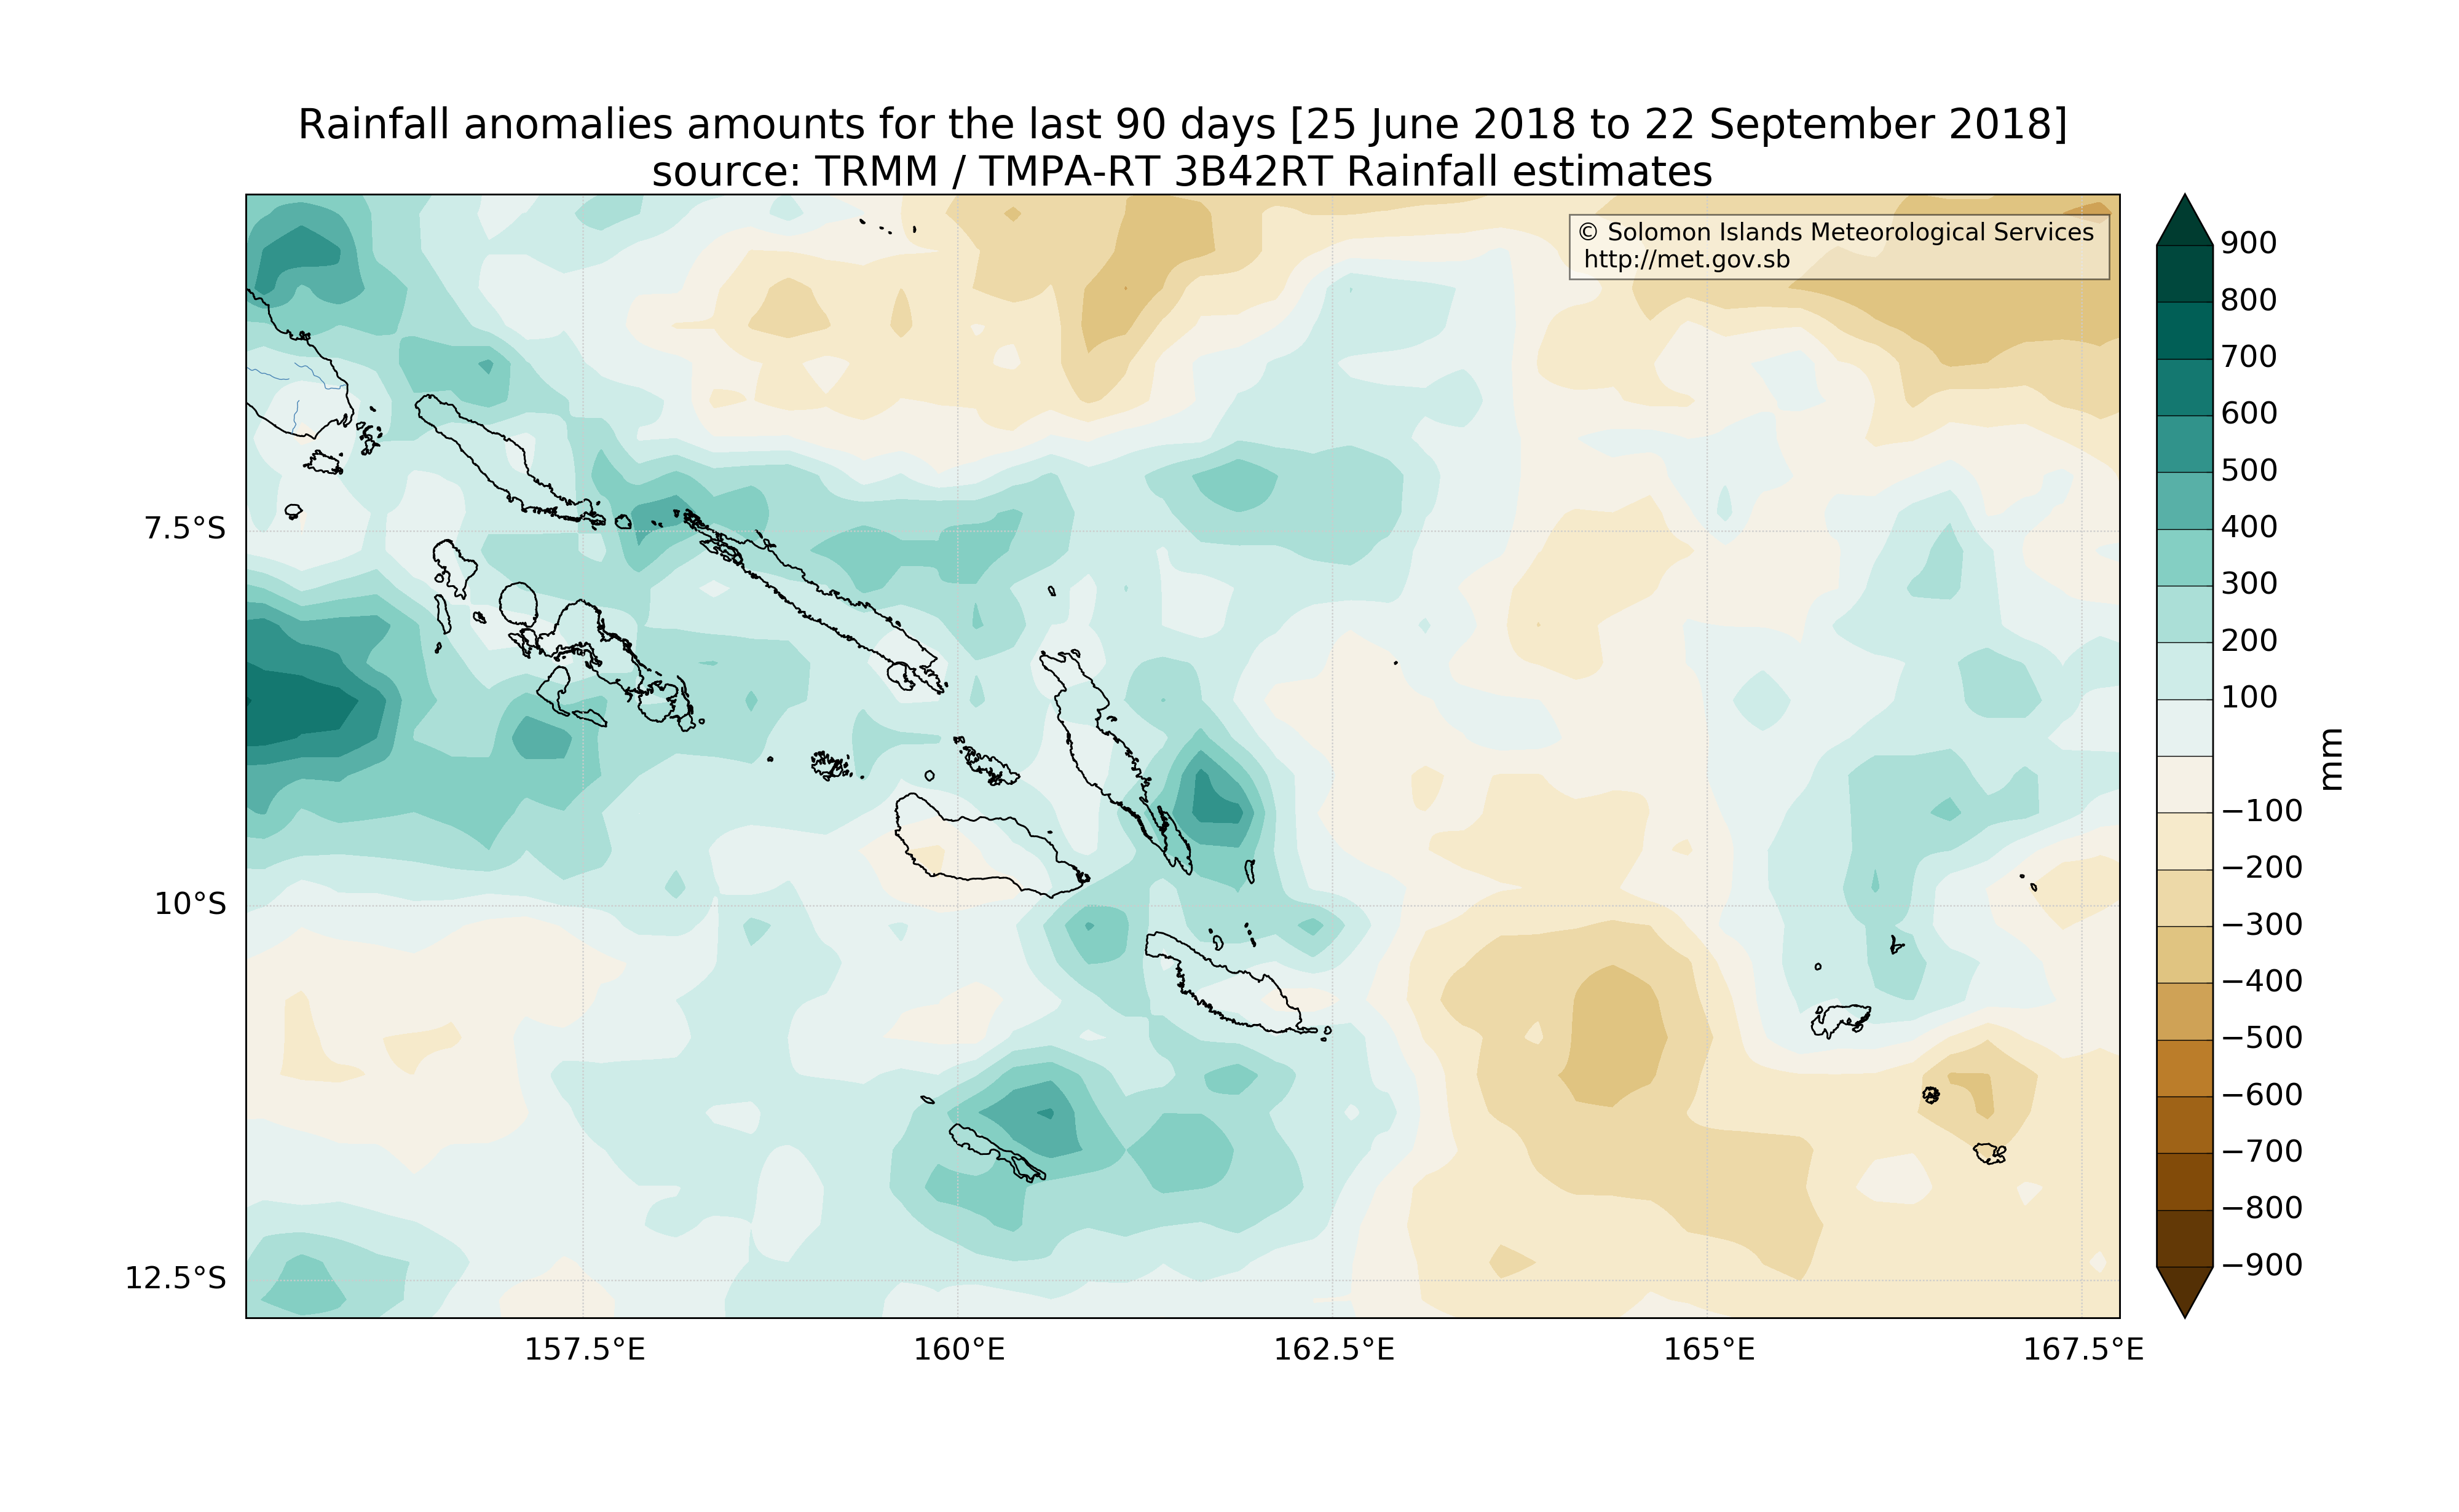 Rainfall anomalies amounts for the last 90 days [25 June 2018 to 22 September 2018]
source: TRMM / TMPA-RT 3B42RT Rainfall estimates
© Solomon Islands Meteorological Services
http://met.gov.sb
7.5°S
10°S
12.5°S
157.5°E
160°E
162.5°E
165°E
167.5°E
900
800
700
600
500
400
300
200
100
−100
−200
−300
−400
−500
−600
−700
−800
−900
mm